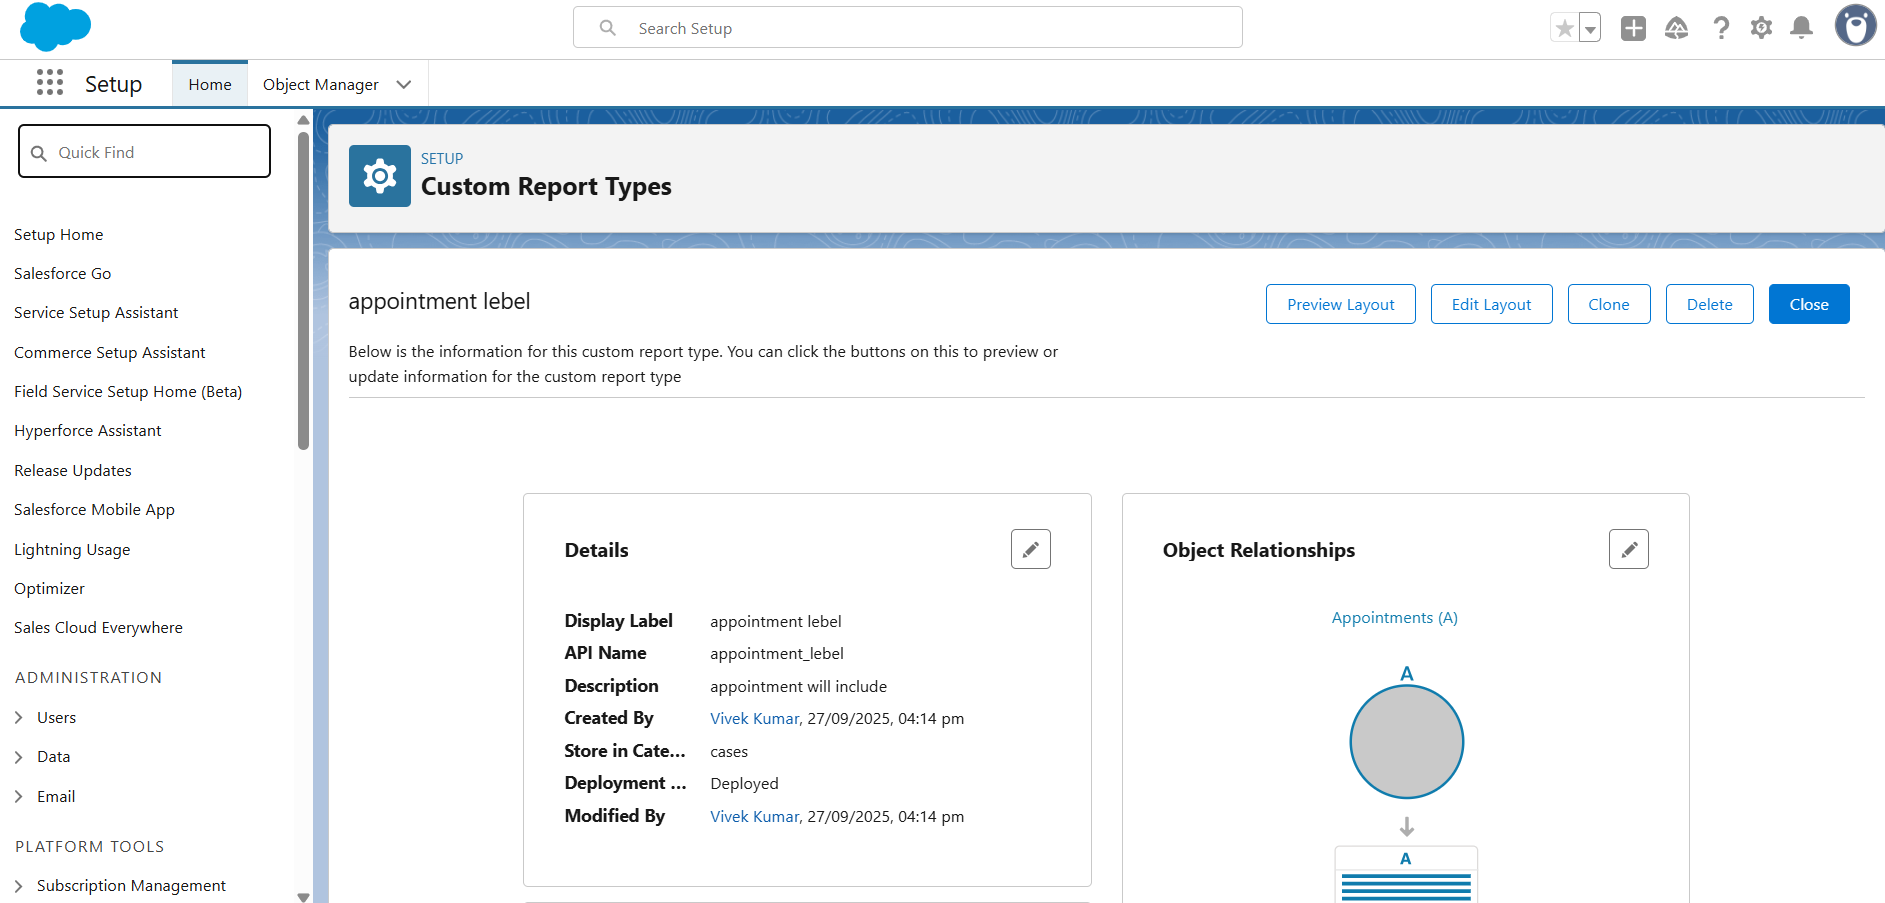 Search Setup
Setup
Home
Object Manager
Quick Find
Setup Home
Salesforce Go
Service Setup Assistant
Commerce Setup Assistant
Field Service Setup Home (Beta)
Hyperforce Assistant
Release Updates
Salesforce Mobile App
Lightning Usage
Optimizer
Sales Cloud Everywhere
ADMINISTRATION
Users
Data
Email
PLATFORM TOOLS
Subscription Management
SETUP
Custom Report Types
appointment lebel
Preview Layout
Edit Layout
Clone
Delete
Close
Below is the information for this custom report type. You can click the buttons on this to preview or
update information for the custom report type
Details
Display Label appointment lebel
API Name appointment_lebel
Description appointment will include
Created By Vivek Kumar, 27/09/2025, 04:14 pm
Store in Cate... cases
Deployment ... Deployed
Modified By Vivek Kumar, 27/09/2025, 04:14 pm
Object Relationships
Appointments (A)
A
A